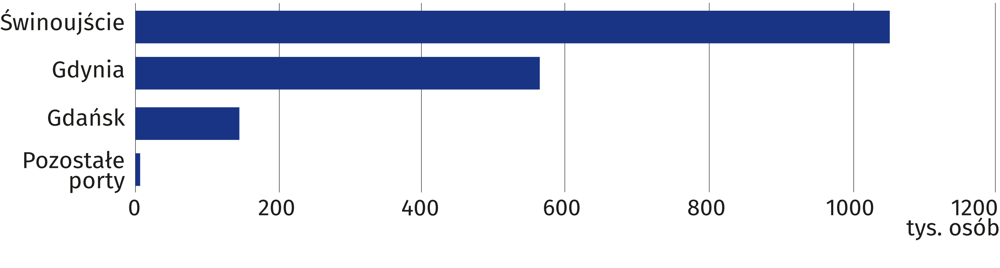 Świnoujście
Gdynia
Gdańsk
Pozostałe
porty
0 200 400 600 800 1000 1200
tys. osób